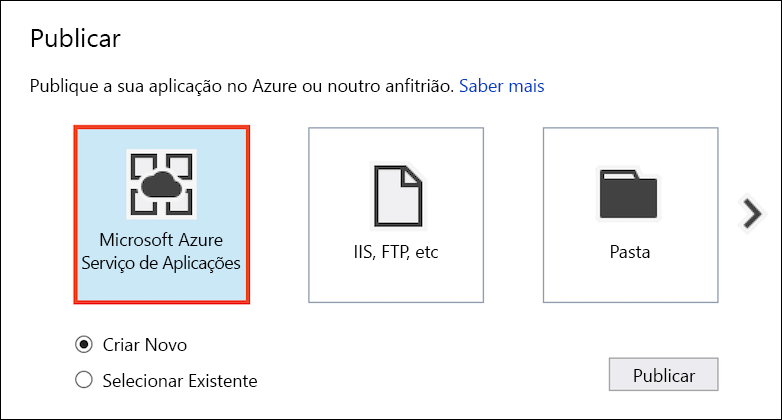 Publicar
Publique a sua aplicação no Azure ou noutro anfitrião. Saber mais
Microsoft Azure
Serviço de Aplicações
IIS, FTP, etc
Pasta
Criar Novo
Selecionar Existente
Publicar